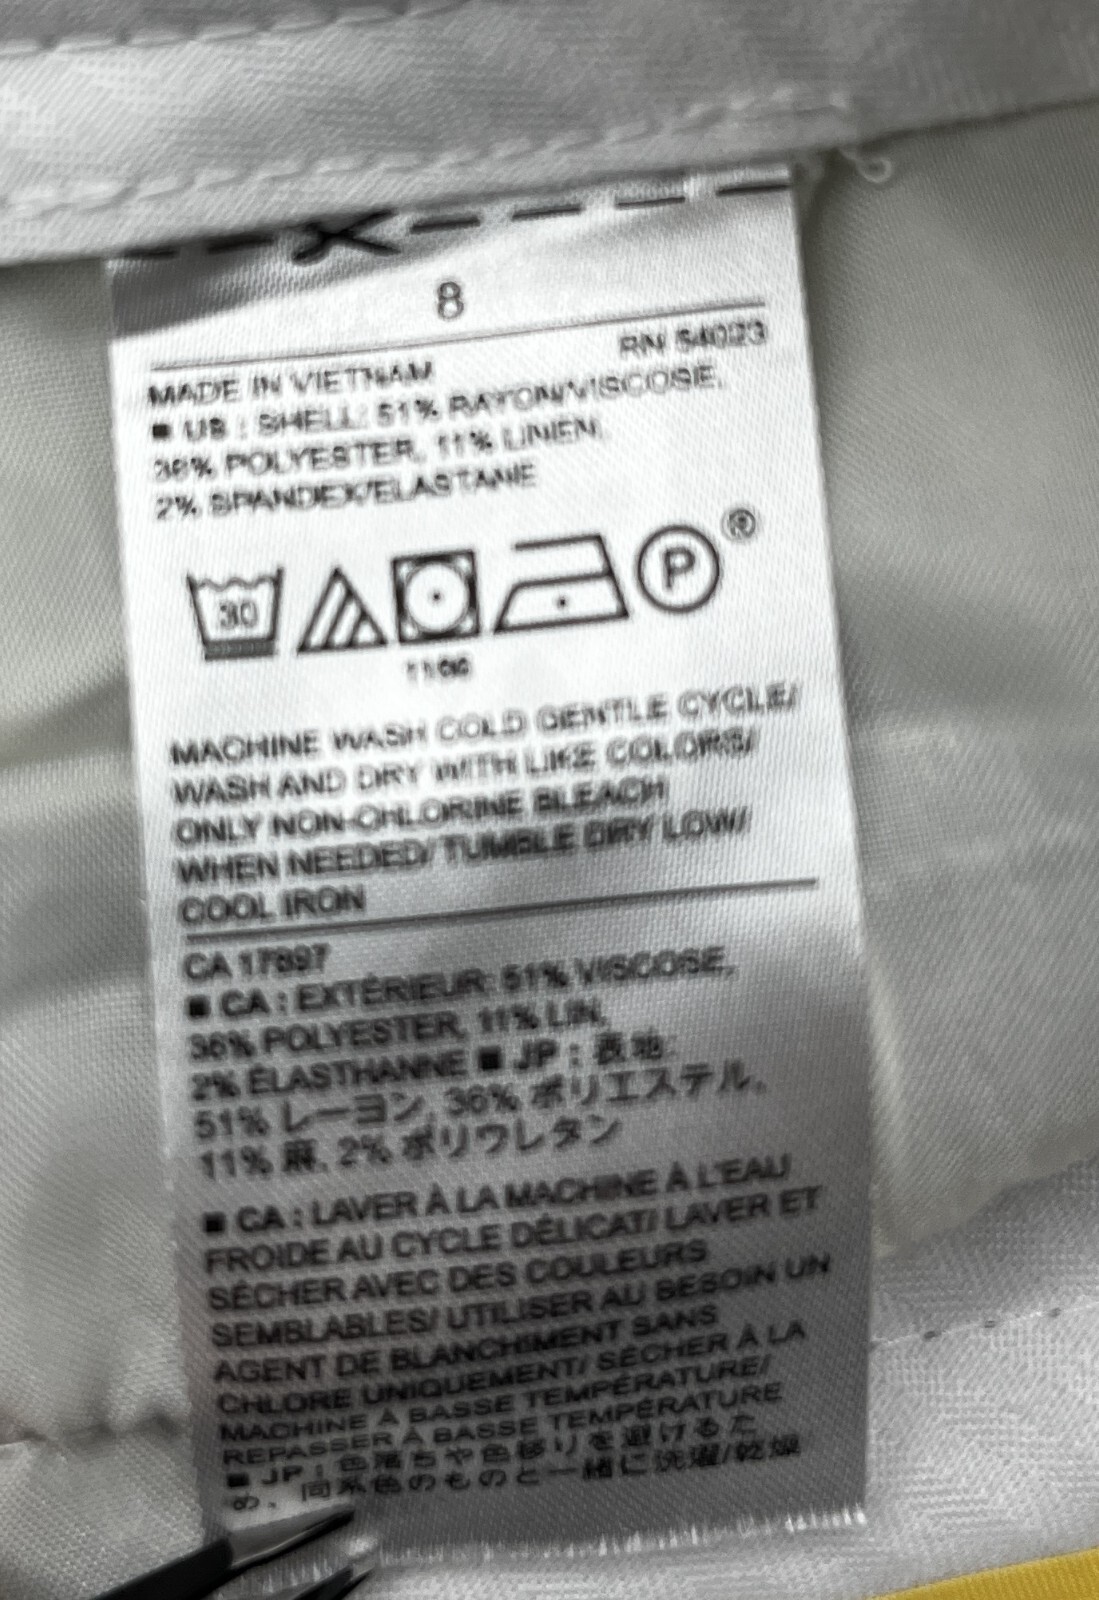 8
RN 54023
MADE IN VIETNAM
■ US : SHELL: 51% RAYON/VISCOSE,
36% POLYESTER, 11% LINEN,
2% SPANDEX/ELASTANE
30
P ®
MACHINE WASH COLD GENTLE CYCLE/
WASH AND DRY WITH LIKE COLORS/
ONLY NON-CHLORINE BLEACH
WHEN NEEDED/ TUMBLE DRY LOW/
COOL IRON
CA 17897
■ CA : EXTÉRIEUR: 51% VISCOSE,
36% POLYESTER, 11% LIN,
2% ÉLASTHANNE ■ JP : 表地:
51% レーヨン, 36% ポリエステル,
11% 麻, 2% ポリウレタン
■ CA : LAVER À LA MACHINE À L'EAU
FROIDE AU CYCLE DÉLICAT/ LAVER ET
SÉCHER AVEC DES COULEURS
SEMBLABLES/ UTILISER AU BESOIN UN
AGENT DE BLANCHIMENT SANS
CHLORE UNIQUEMENT/ SÉCHER À LA
MACHINE À BASSE TEMPÉRATURE/
REPASSER À BASSE TEMPÉRATURE
■ JP : 色落ちや色移りを避けるた
め、同系色のものと一緒に洗濯/乾燥